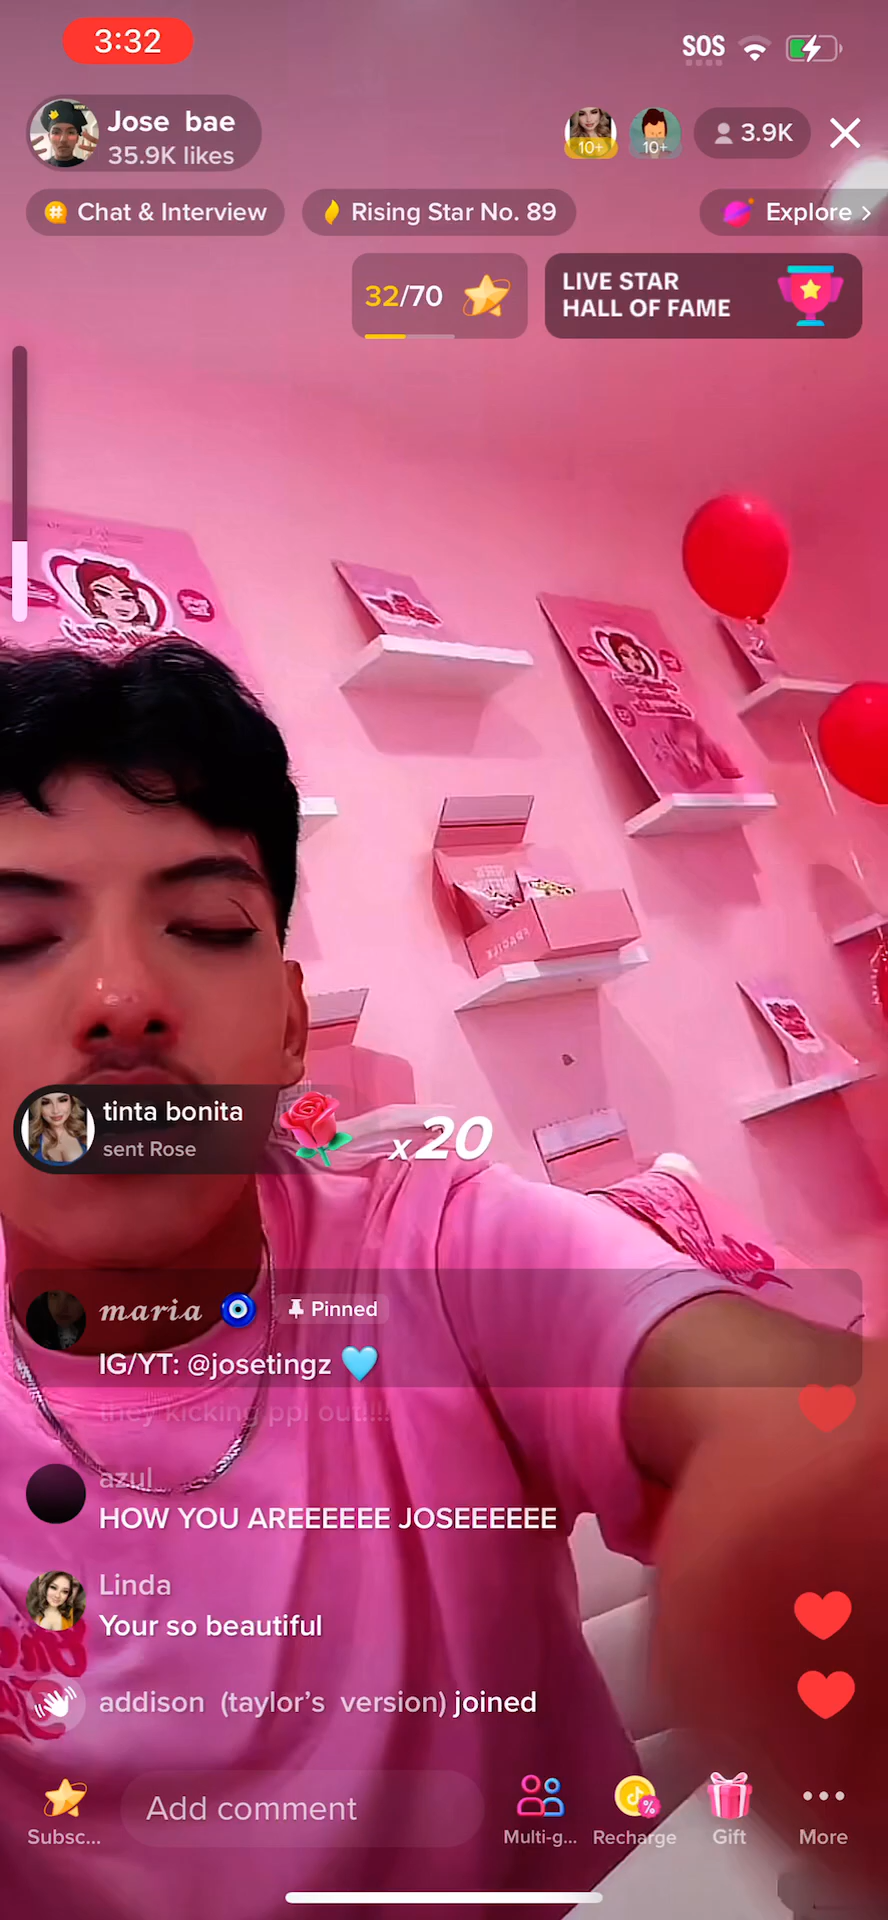 3:32
SOS
Jose bae
35.9K likes
10+
10+
3.9K
Chat & Interview
Rising Star No. 89
Explore >
32/70
LIVE STAR
HALL OF FAME
FRAGILE
tinta bonita
sent Rose
x20
maria
Pinned
IG/YT: @josetingz
they kicking ppl out!!!!
azul
HOW YOU AREEEEEE JOSEEEEEE
Linda
Your so beautiful
addison (taylor's version) joined
Subsc...
Add comment
Multi-g...
Recharge
Gift
More